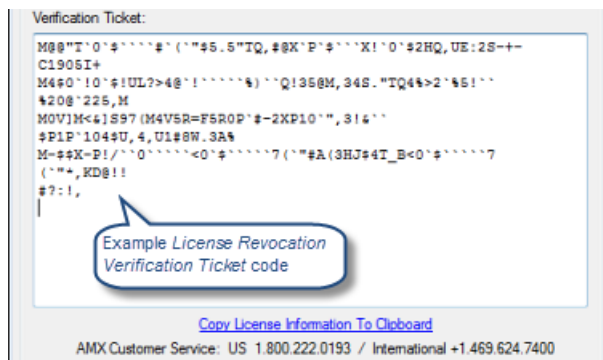 Verification Ticket:
M@@"T`0`$````#`(`"$5.5"TQ,#@X`P`$```X!`0`$2HQ,UE:2S-+-
C1905I+
M4$0`!0`$!UL?>4@`!`````%)``Q!35@M,34S."TQ4%>2`%5!``
%20@`225,M
M0V]M<&]S97(M4V5R=F5R0P`#-2XP10`",3!&``
$P1P`104$U,4,U1#8W.3A%
M-$$X-P!/``0`````<0`$`````7(`"#A(3HJ$4T_B<0`$`````7
(`"*,KD@!!
#?:!,
Example License Revocation
Verification Ticket code
Copy License Information To Clipboard
AMX Customer Service: US 1.800.222.0193 / International +1.469.624.7400